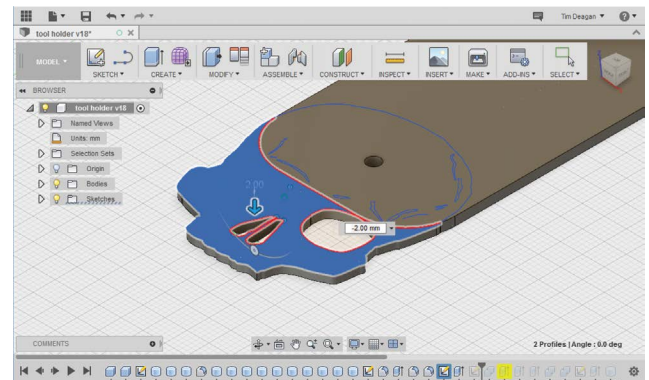 Tim Deagan
tool holder v18*
MODEL
SKETCH
CREATE
MODIFY
ASSEMBLE
CONSTRUCT
INSPECT
INSERT
MAKE
ADD-INS
SELECT
BROWSER
tool holder v18
Named Views
Units: mm
Selection Sets
Origin
Bodies
Sketches
2.00
-2.00 mm
COMMENTS
2 Profiles | Angle : 0.0 deg